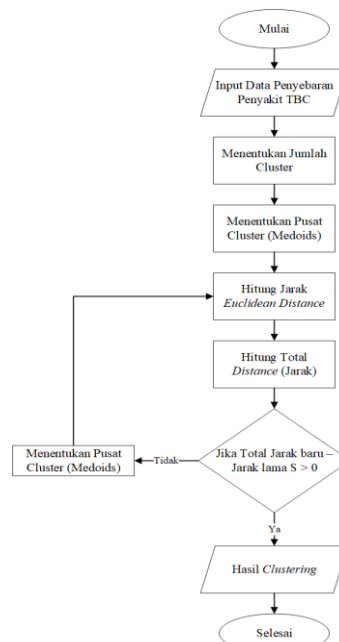 Mulai
Input Data Penyebaran
Penyakit TBC
Menentukan Jumlah
Cluster
Menentukan Pusat
Cluster (Medoids)
Hitung Jarak
Euclidean Distance
Hitung Total
Distance (Jarak)
Jika Total Jarak baru –
Jarak lama S > 0
Tidak
Menentukan Pusat
Cluster (Medoids)
Ya
Hasil Clustering
Selesai